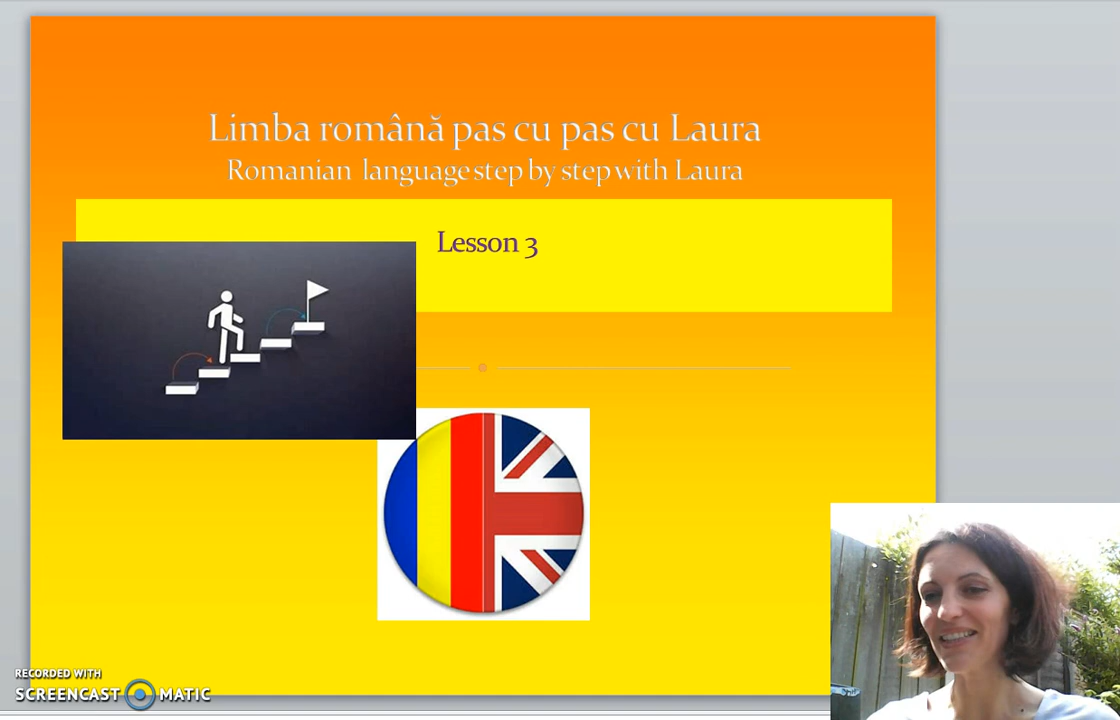 Limba română pas cu pas cu Laura
Romanian language step by step with Laura
Lesson 3
RECORDED WITH
SCREENCAST MATIC